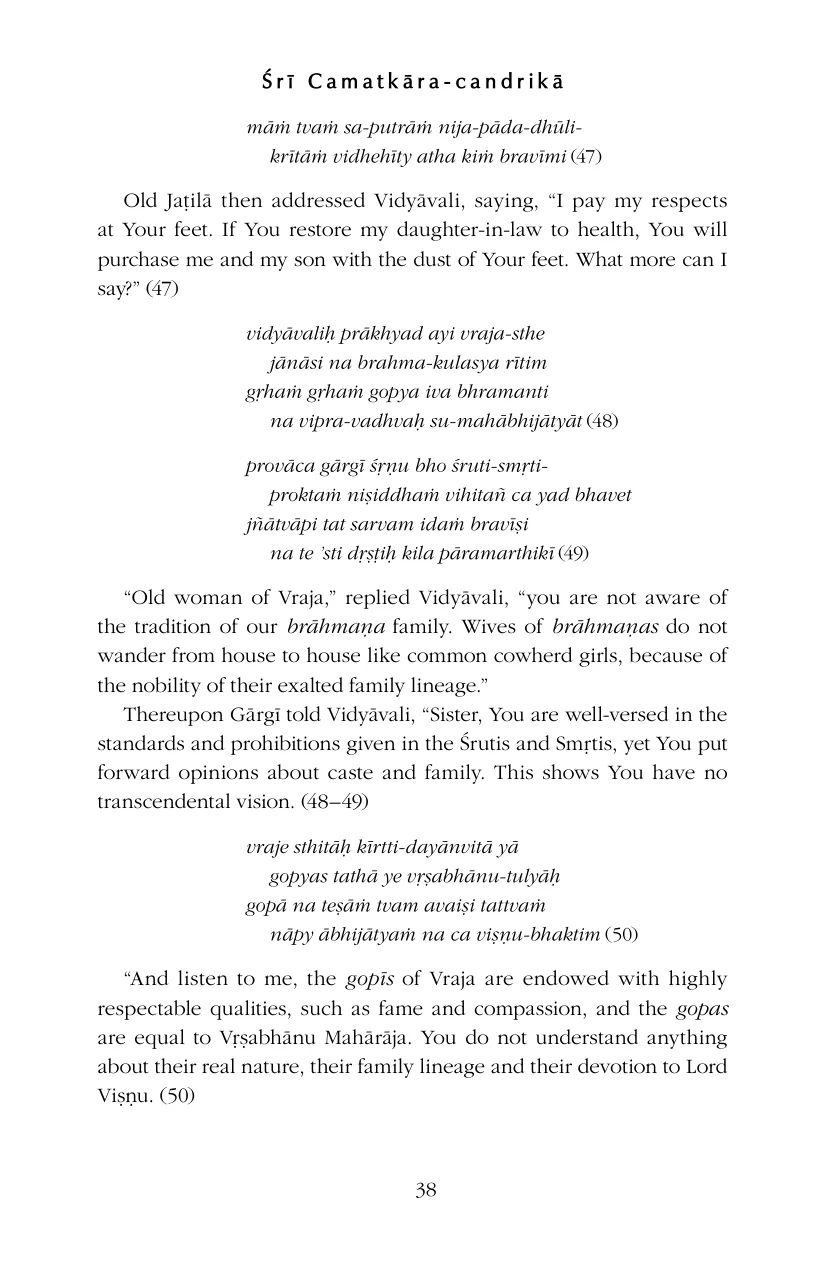 Śrī Camatkāra-candrikā
māṁ tvaṁ sa-putrāṁ nija-pāda-dhūli-
krītāṁ vidhehīty atha kiṁ bravīmi (47)
Old Jaṭilā then addressed Vidyāvali, saying, “I pay my respects
at Your feet. If You restore my daughter-in-law to health, You will
purchase me and my son with the dust of Your feet. What more can I
say?” (47)
vidyāvaliḥ prākhyad ayi vraja-sthe
jānāsi na brahma-kulasya rītim
gṛhaṁ gṛhaṁ gopya iva bhramanti
na vipra-vadhvaḥ su-mahābhijātyāt (48)
provāca gārgī śṛṇu bho śruti-smṛti-
proktaṁ niṣiddhaṁ vihitañ ca yad bhavet
jñātvāpi tat sarvam idaṁ bravīṣi
na te ’sti dṛṣṭiḥ kila pāramarthikī (49)
“Old woman of Vraja,” replied Vidyāvali, “you are not aware of
the tradition of our brāhmaṇa family. Wives of brāhmaṇas do not
wander from house to house like common cowherd girls, because of
the nobility of their exalted family lineage.”
Thereupon Gārgī told Vidyāvali, “Sister, You are well-versed in the
standards and prohibitions given in the Śrutis and Smṛtis, yet You put
forward opinions about caste and family. This shows You have no
transcendental vision. (48–49)
vraje sthitāḥ kīrtti-dayānvitā yā
gopyas tathā ye vṛṣabhānu-tulyāḥ
gopā na teṣāṁ tvam avaiṣi tattvaṁ
nāpy ābhijātyaṁ na ca viṣṇu-bhaktim (50)
“And listen to me, the gopīs of Vraja are endowed with highly
respectable qualities, such as fame and compassion, and the gopas
are equal to Vṛṣabhānu Mahārāja. You do not understand anything
about their real nature, their family lineage and their devotion to Lord
Viṣṇu. (50)
38